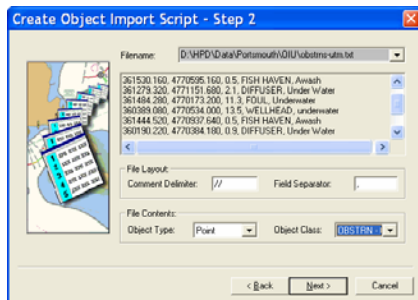 Create Object Import Script - Step 2
Filename: D:\HPD\Data\Portsmouth\OIU\obstrns-utm.txt
361530.160, 4770595.160, 0.5, FISH HAVEN, Awash
361279.320, 4771151.680, 2.1, DIFFUSER, Under Water
361484.280, 4770173.200, 11.3, FOUL, Under Water
360389.080, 4770534.000, 13.5, WELLHEAD, underwater
361444.520, 4770937.640, 0.5, FISH HAVEN, Awash
360190.220, 4770384.180, 0.9, DIFFUSER, Under Water
File Layout:
Comment Delimiter: // Field Separator: ,
File Contents:
Object Type: Point Object Class: OBSTRN -
< Back Next > Cancel